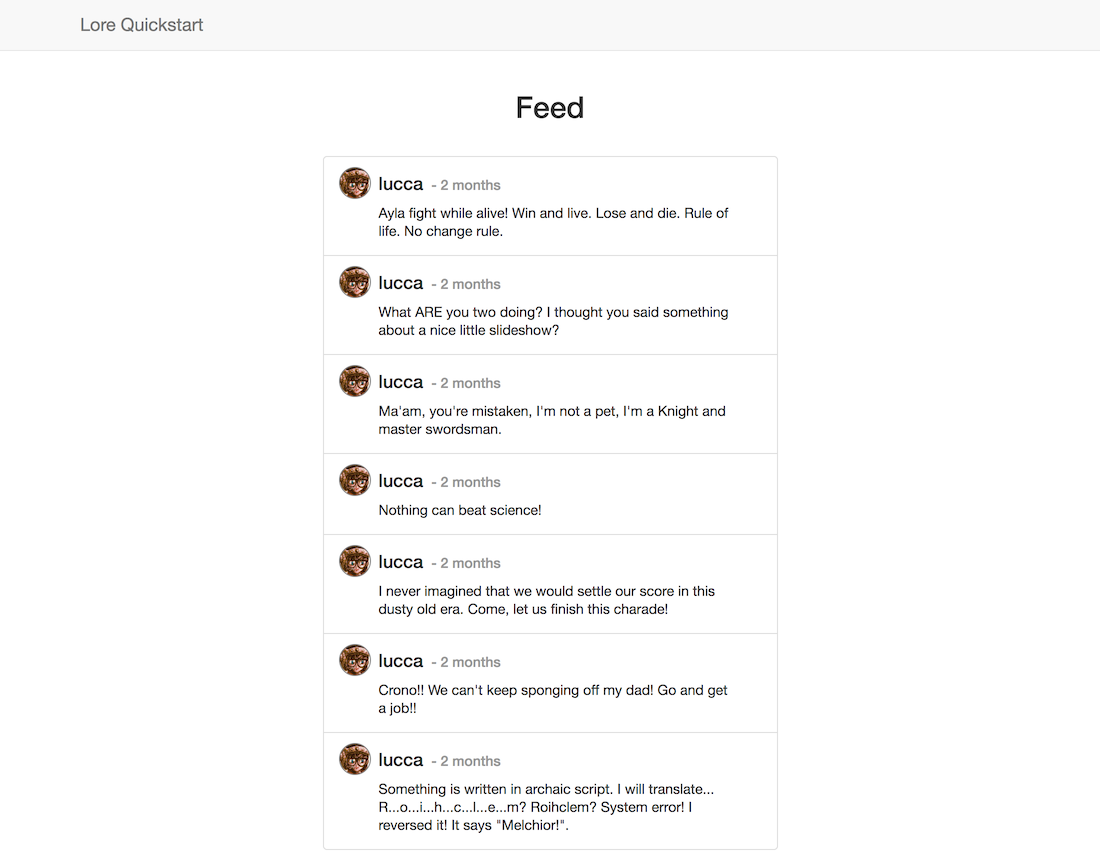 Lore Quickstart
Feed
lucca - 2 months
Ayla fight while alive! Win and live. Lose and die. Rule of
life. No change rule.
lucca - 2 months
What ARE you two doing? I thought you said something
about a nice little slideshow?
lucca - 2 months
Ma'am, you're mistaken, I'm not a pet, I'm a Knight and
master swordsman.
lucca - 2 months
Nothing can beat science!
lucca - 2 months
I never imagined that we would settle our score in this
dusty old era. Come, let us finish this charade!
lucca - 2 months
Crono!! We can't keep sponging off my dad! Go and get
a job!!
lucca - 2 months
Something is written in archaic script. I will translate...
R...o...i...h...c...l...e...m? Roihclem? System error! I
reversed it! It says "Melchior!".